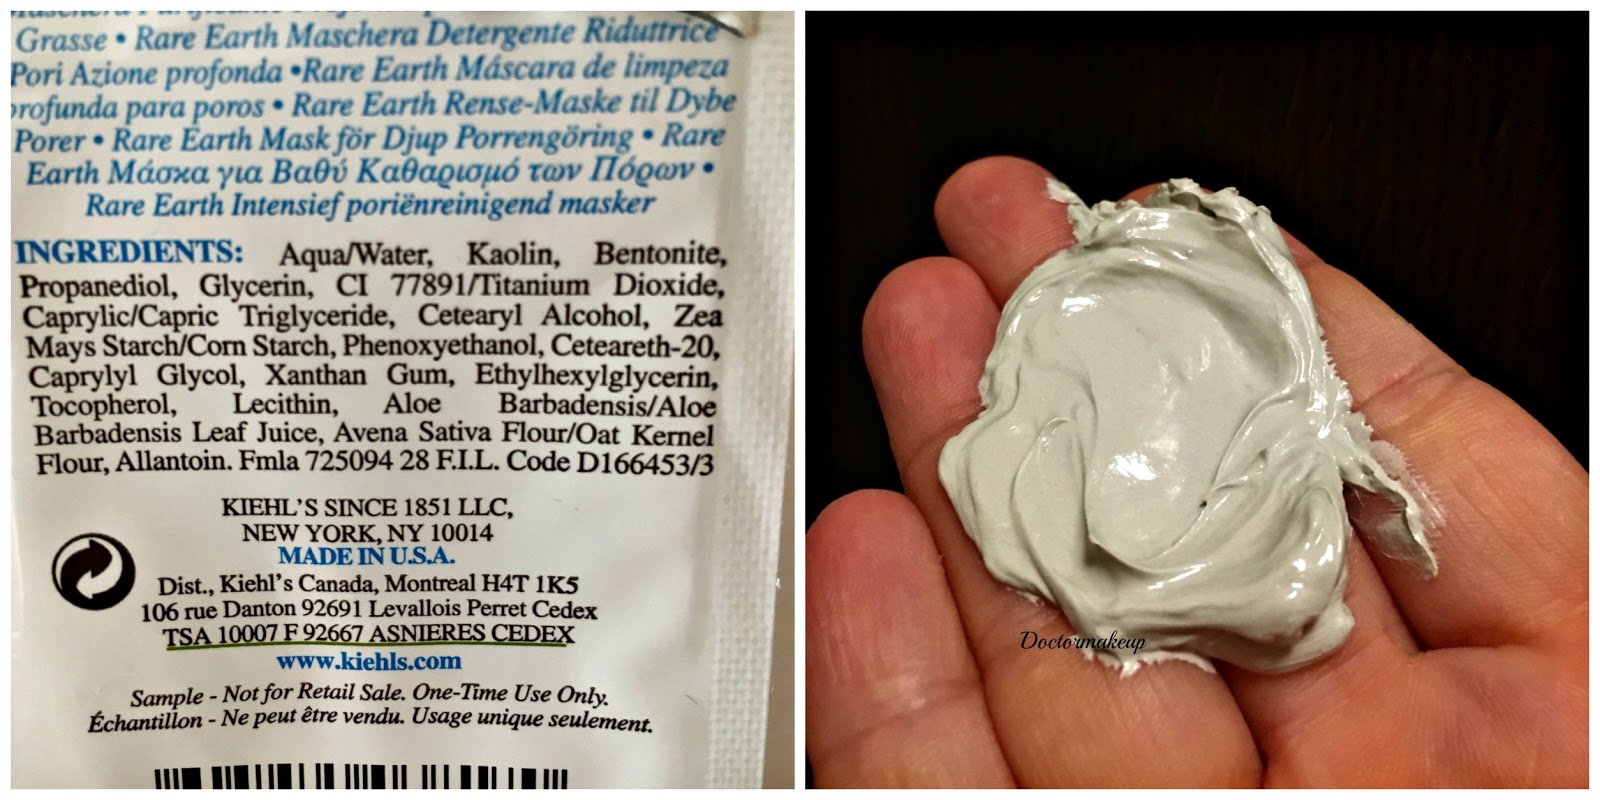 Grasse • Rare Earth Maschera Detergente Riduttrice
Pori Azione profonda •Rare Earth Máscara de limpeza
profunda para poros • Rare Earth Rense-Maske til Dybe
Porer • Rare Earth Mask för Djup Porrengöring • Rare
Earth Μάσκα για Βαθύ Καθαρισμό των Πόρων •
Rare Earth Intensief poriënreinigend masker
INGREDIENTS: Aqua/Water, Kaolin, Bentonite,
Propanediol, Glycerin, CI 77891/Titanium Dioxide,
Caprylic/Capric Triglyceride, Cetearyl Alcohol, Zea
Mays Starch/Corn Starch, Phenoxyethanol, Ceteareth-20,
Caprylyl Glycol, Xanthan Gum, Ethylhexylglycerin,
Tocopherol, Lecithin, Aloe Barbadensis/Aloe
Barbadensis Leaf Juice, Avena Sativa Flour/Oat Kernel
Flour, Allantoin. Fmla 725094 28 F.I.L. Code D166453/3
KIEHL'S SINCE 1851 LLC,
NEW YORK, NY 10014
MADE IN U.S.A.
Dist., Kiehl's Canada, Montreal H4T 1K5
106 rue Danton 92691 Levallois Perret Cedex
TSA 10007 F 92667 ASNIERES CEDEX
www.kiehls.com
Sample - Not for Retail Sale. One-Time Use Only.
Échantillon - Ne peut être vendu. Usage unique seulement.
Doctormakeup